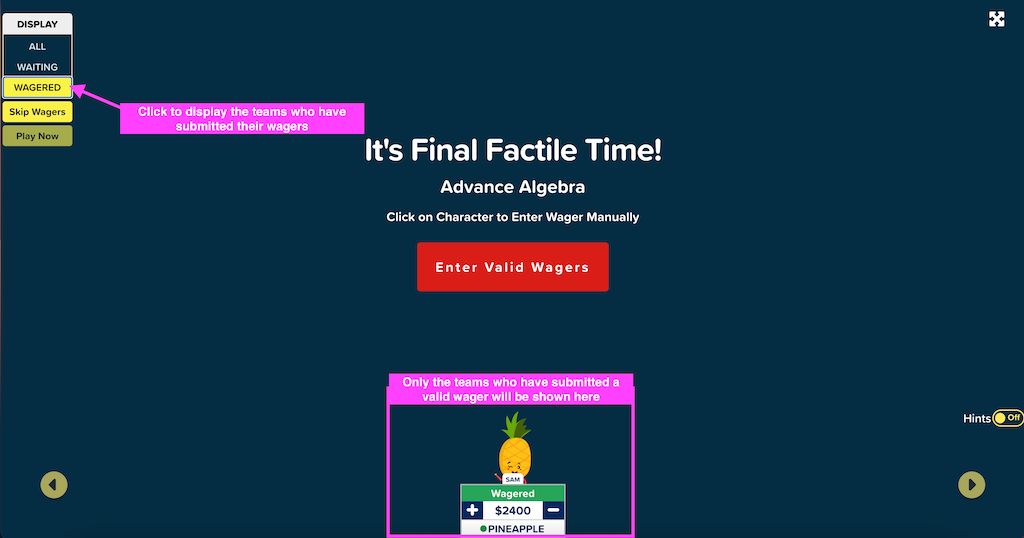 DISPLAY
ALL
WAITING
WAGERED
Skip Wagers
Play Now
Click to display the teams who have
submitted their wagers
It's Final Factile Time!
Advance Algebra
Click on Character to Enter Wager Manually
Enter Valid Wagers
Only the teams who have submitted a
valid wager will be shown here
Hints Off
SAM
Wagered
+ $2400 −
PINEAPPLE